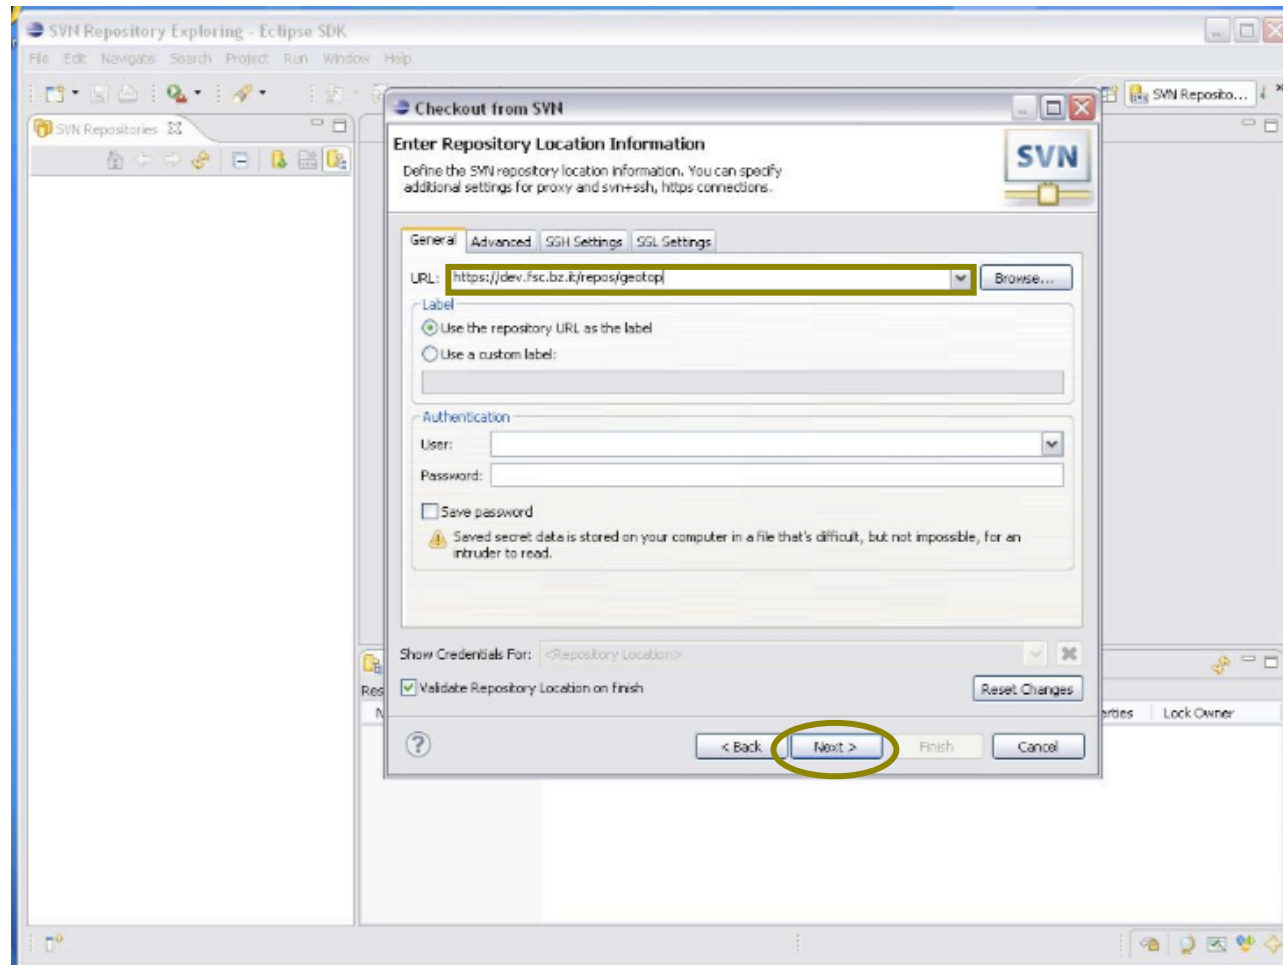 SVN Repository Exploring - Eclipse SDK
File Edit Navigate Search Project Run Window Help
SVN Reposito...
SVN Repositories
Checkout from SVN
Enter Repository Location Information
Define the SVN repository location information. You can specify
additional settings for proxy and svn+ssh, https connections.
SVN
General Advanced SSH Settings SSL Settings
URL: https://dev.fsc.bz.it/repos/geotop Browse...
Label
Use the repository URL as the label
Use a custom label:
Authentication
User:
Password:
Save password
Saved secret data is stored on your computer in a file that's difficult, but not impossible, for an
intruder to read.
Show Credentials For: <Repository Location>
Validate Repository Location on finish Reset Changes
Res
N erties Lock Owner
? < Back Next > Finish Cancel